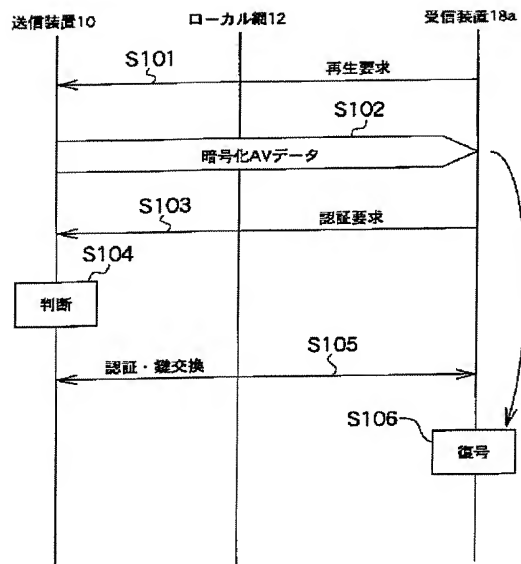 送信装置10 ローカル網12 受信装置18a
S101 再生要求
S102
暗号化AVデータ
S103 認証要求
S104
判断
認証・鍵交換 S105
S106
復号